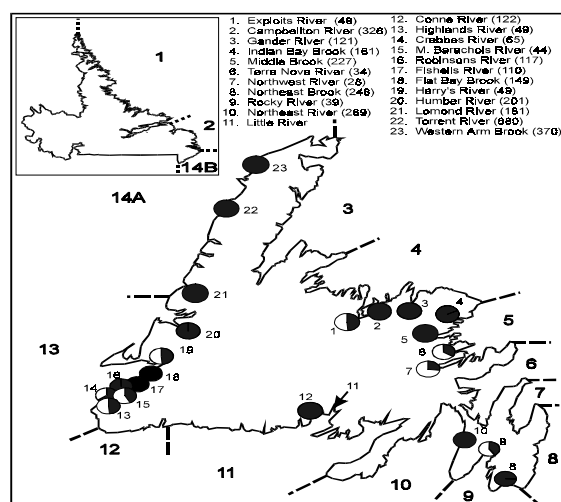 1. Exploits River (48)
2. Campbellton River (326)
3. Gander River (121)
4. Indian Bay Brook (161)
5. Middle Brook (227)
6. Terra Nova River (34)
7. Northwest River (28)
8. Northeast Brook (248)
9. Rocky River (39)
10. Northeast River (269)
11. Little River
12. Conne River (122)
13. Highlands River (49)
14. Crabbes River (65)
15. M. Barachois River (44)
16. Robinsons River (117)
17. Fishells River (110)
18. Flat Bay Brook (149)
19. Harry's River (49)
20. Humber River (201)
21. Lomond River (181)
22. Torrent River (680)
23. Western Arm Brook (370)
1
2
14B
14A
23
3
22
4
21
20
1
2
3
4
5
5
13
19
6
6
7
18
16
17
14
15
13
7
12
11
12
11
10
10
9
8
8
9